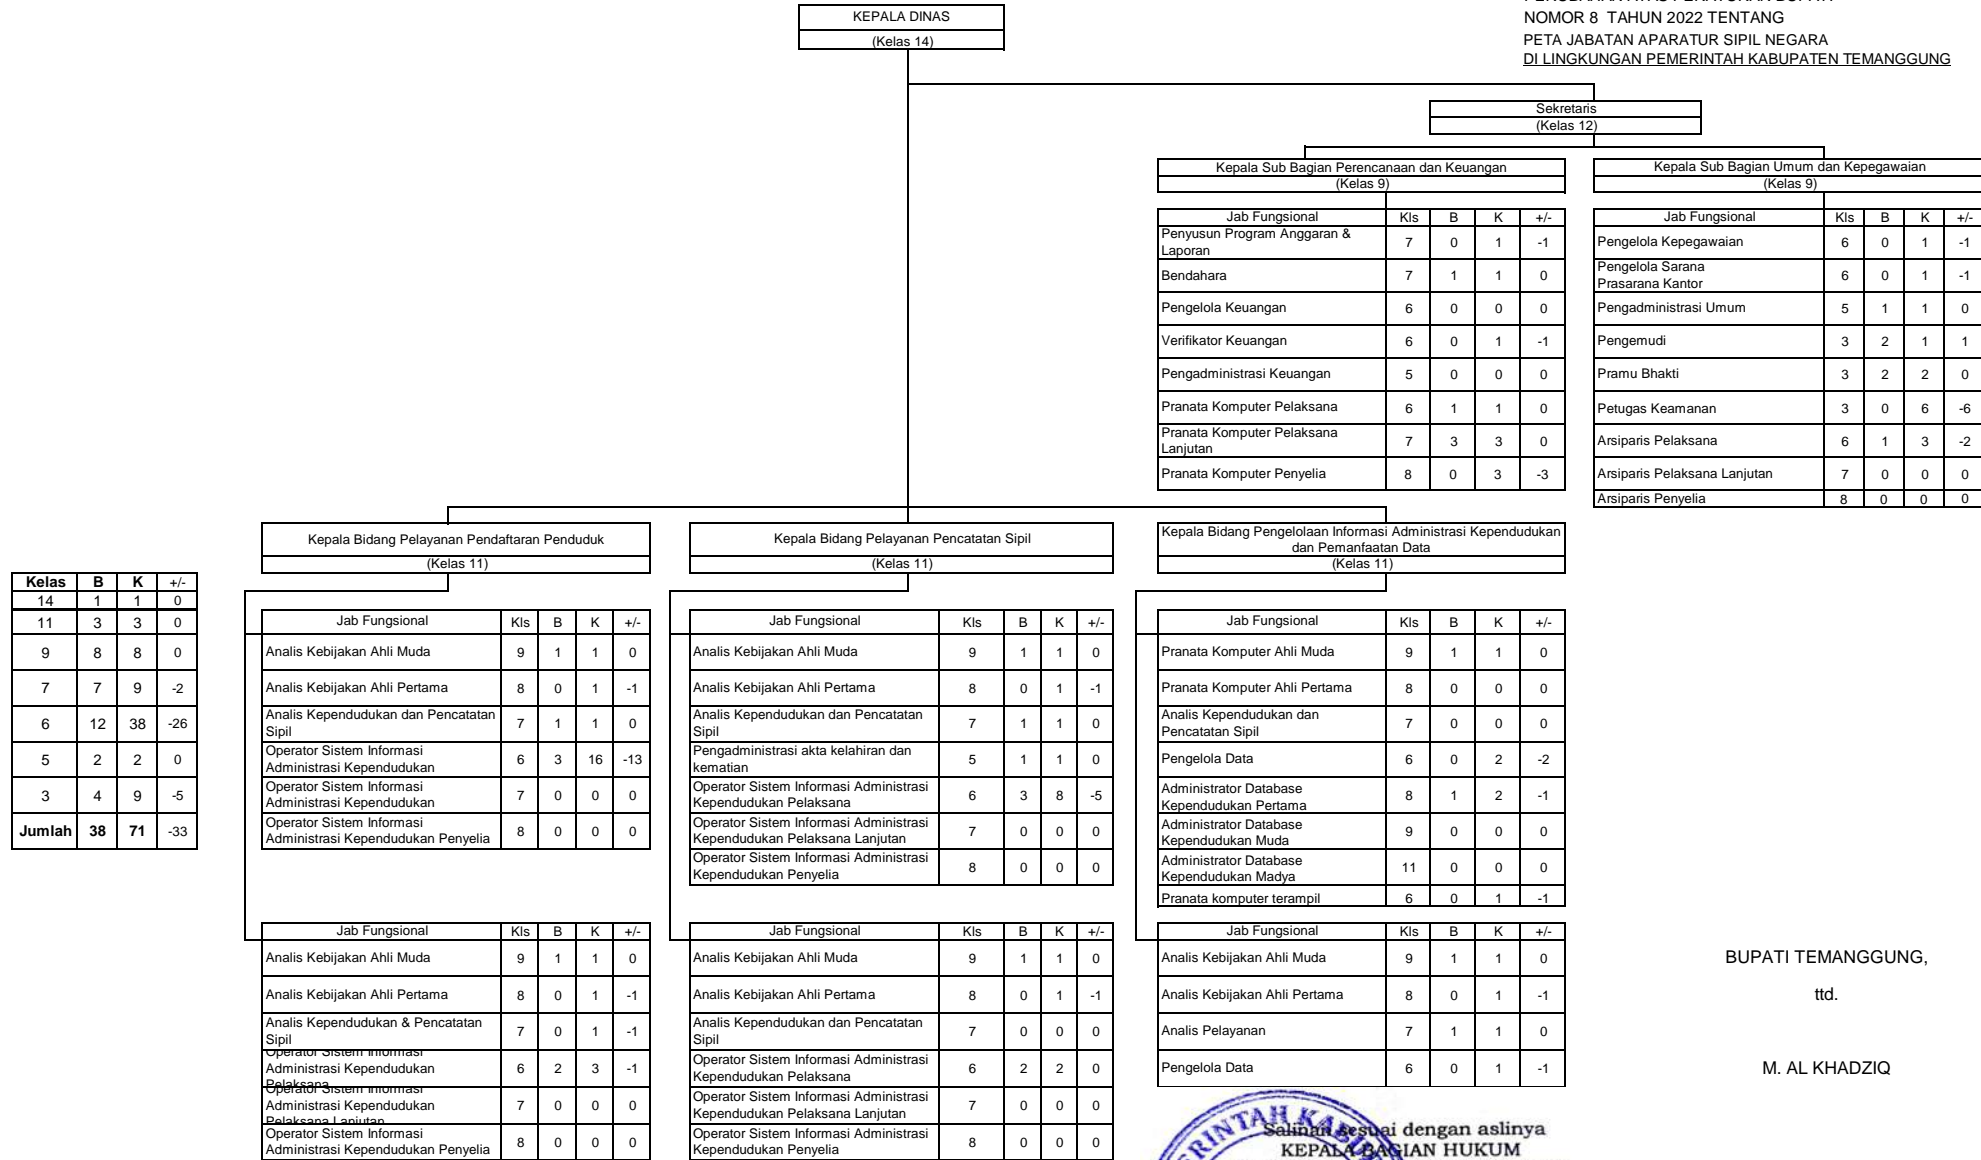 NOMOR 8 TAHUN 2022 TENTANG
PETA JABATAN APARATUR SIPIL NEGARA
DI LINGKUNGAN PEMERINTAH KABUPATEN TEMANGGUNG
KEPALA DINAS
(Kelas 14)
Sekretaris
(Kelas 12)
Kepala Sub Bagian Perencanaan dan Keuangan
(Kelas 9)
Jab Fungsional Kls B K +/-
Penyusun Program Anggaran &
Laporan 7 0 1 -1
Bendahara 7 1 1 0
Pengelola Keuangan 6 0 0 0
Verifikator Keuangan 6 0 1 -1
Pengadministrasi Keuangan 5 0 0 0
Pranata Komputer Pelaksana 6 1 1 0
Pranata Komputer Pelaksana
Lanjutan 7 3 3 0
Pranata Komputer Penyelia 8 0 3 -3
Kepala Sub Bagian Umum dan Kepegawaian
(Kelas 9)
Jab Fungsional Kls B K +/-
Pengelola Kepegawaian 6 0 1 -1
Pengelola Sarana
Prasarana Kantor 6 0 1 -1
Pengadministrasi Umum 5 1 1 0
Pengemudi 3 2 1 1
Pramu Bhakti 3 2 2 0
Petugas Keamanan 3 0 6 -6
Arsiparis Pelaksana 6 1 3 -2
Arsiparis Pelaksana Lanjutan 7 0 0 0
Arsiparis Penyelia 8 0 0 0
Kelas B K +/-
14 1 1 0
11 3 3 0
9 8 8 0
7 7 9 -2
6 12 38 -26
5 2 2 0
3 4 9 -5
Jumlah 38 71 -33
Kepala Bidang Pelayanan Pendaftaran Penduduk
(Kelas 11)
Jab Fungsional Kls B K +/-
Analis Kebijakan Ahli Muda 9 1 1 0
Analis Kebijakan Ahli Pertama 8 0 1 -1
Analis Kependudukan dan Pencatatan
Sipil 7 1 1 0
Operator Sistem Informasi
Administrasi Kependudukan 6 3 16 -13
Operator Sistem Informasi
Administrasi Kependudukan 7 0 0 0
Operator Sistem Informasi
Administrasi Kependudukan Penyelia 8 0 0 0
Jab Fungsional Kls B K +/-
Analis Kebijakan Ahli Muda 9 1 1 0
Analis Kebijakan Ahli Pertama 8 0 1 -1
Analis Kependudukan & Pencatatan
Sipil 7 0 1 -1
Operator Sistem Informasi
Administrasi Kependudukan
Pelaksana 6 2 3 -1
Operator Sistem Informasi
Administrasi Kependudukan
Pelaksana Lanjutan 7 0 0 0
Operator Sistem Informasi
Administrasi Kependudukan Penyelia 8 0 0 0
Kepala Bidang Pelayanan Pencatatan Sipil
(Kelas 11)
Jab Fungsional Kls B K +/-
Analis Kebijakan Ahli Muda 9 1 1 0
Analis Kebijakan Ahli Pertama 8 0 1 -1
Analis Kependudukan dan Pencatatan
Sipil 7 1 1 0
Pengadministrasi akta kelahiran dan
kematian 5 1 1 0
Operator Sistem Informasi Administrasi
Kependudukan Pelaksana 6 3 8 -5
Operator Sistem Informasi Administrasi
Kependudukan Pelaksana Lanjutan 7 0 0 0
Operator Sistem Informasi Administrasi
Kependudukan Penyelia 8 0 0 0
Jab Fungsional Kls B K +/-
Analis Kebijakan Ahli Muda 9 1 1 0
Analis Kebijakan Ahli Pertama 8 0 1 -1
Analis Kependudukan dan Pencatatan
Sipil 7 0 0 0
Operator Sistem Informasi Administrasi
Kependudukan Pelaksana 6 2 2 0
Operator Sistem Informasi Administrasi
Kependudukan Pelaksana Lanjutan 7 0 0 0
Operator Sistem Informasi Administrasi
Kependudukan Penyelia 8 0 0 0
Kepala Bidang Pengelolaan Informasi Administrasi Kependudukan
dan Pemanfaatan Data
(Kelas 11)
Jab Fungsional Kls B K +/-
Pranata Komputer Ahli Muda 9 1 1 0
Pranata Komputer Ahli Pertama 8 0 0 0
Analis Kependudukan dan
Pencatatan Sipil 7 0 0 0
Pengelola Data 6 0 2 -2
Administrator Database
Kependudukan Pertama 8 1 2 -1
Administrator Database
Kependudukan Muda 9 0 0 0
Administrator Database
Kependudukan Madya 11 0 0 0
Pranata komputer terampil 6 0 1 -1
Jab Fungsional Kls B K +/-
Analis Kebijakan Ahli Muda 9 1 1 0
Analis Kebijakan Ahli Pertama 8 0 1 -1
Analis Pelayanan 7 1 1 0
Pengelola Data 6 0 1 -1
BUPATI TEMANGGUNG,
ttd.
M. AL KHADZIQ
Salinan sesuai dengan aslinya
KEPALA BAGIAN HUKUM